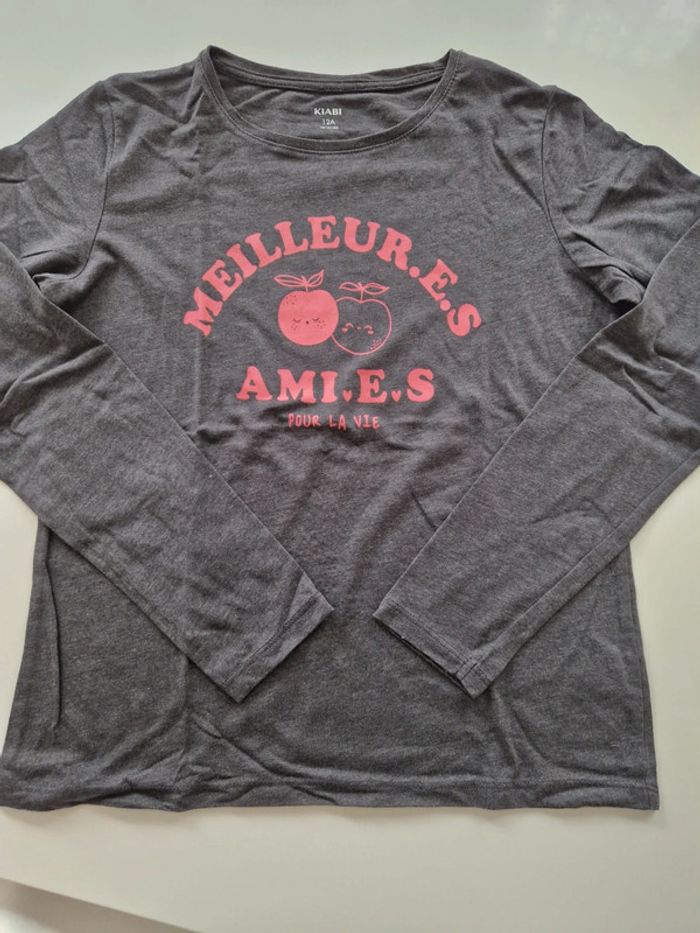 KIABI
12A
MEILLEUR.E.S
AMI♥E♥S
POUR LA VIE